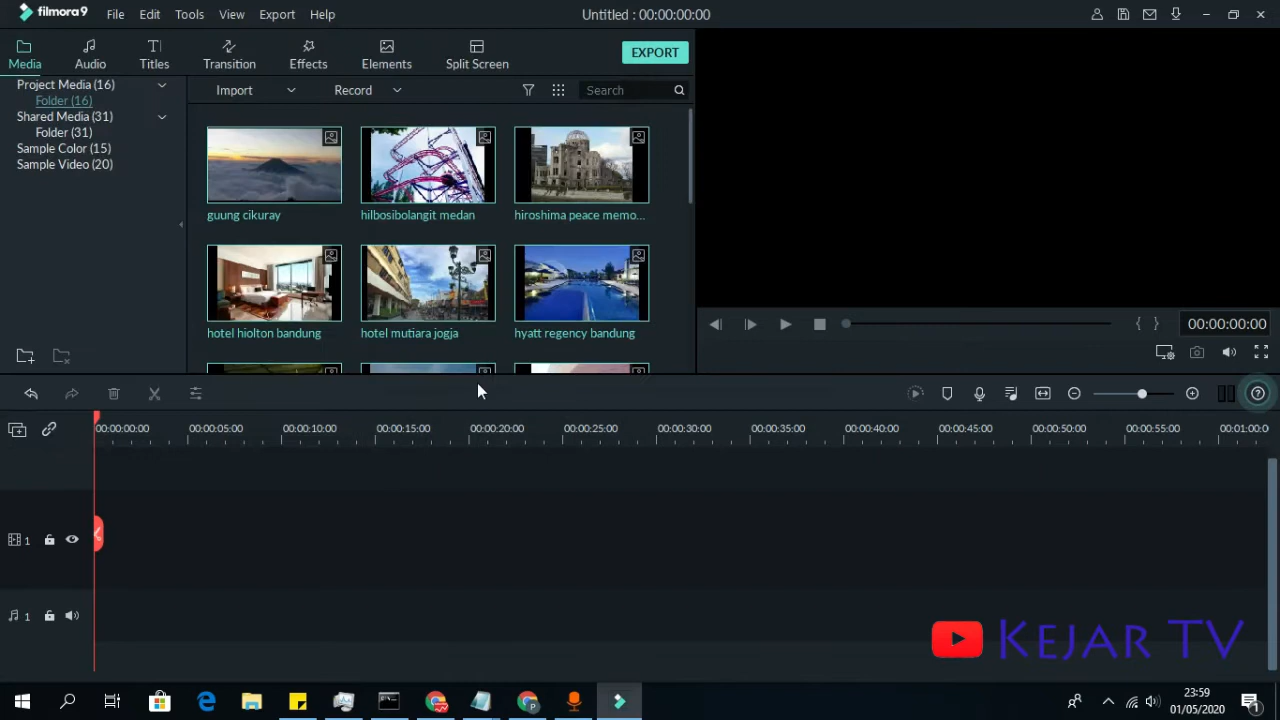 filmora9 File Edit Tools View Export Help Untitled : 00:00:00:00
Media Audio Titles Transition Effects Elements Split Screen EXPORT
Project Media (16)
Folder (16)
Shared Media (31)
Folder (31)
Sample Color (15)
Sample Video (20)
Import Record Search
guung cikuray hilbosibolangit medan hiroshima peace memo...
hotel hiolton bandung hotel mutiara jogja hyatt regency bandung
{ } 00:00:00:00
00:00:00:00 00:00:05:00 00:00:10:00 00:00:15:00 00:00:20:00 00:00:25:00 00:00:30:00 00:00:35:00 00:00:40:00 00:00:45:00 00:00:50:00 00:00:55:00 00:01:00:0
1
1
KEJAR TV
23:59
01/05/2020
1